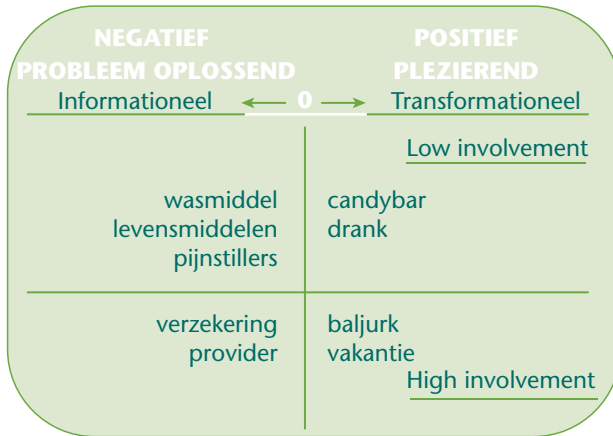 NEGATIEF
PROBLEEM OPLOSSEND
POSITIEF
PLEZIEREND
Informationeel
0
Transformationeel
Low involvement
wasmiddel
levensmiddelen
pijnstillers
candybar
drank
verzekering
provider
baljurk
vakantie
High involvement